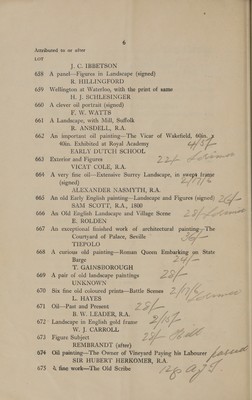 6
Attributed to or after
LOT
J. C. IBBETSON
658 A panel—Figures in Landscape (signed)
R. HILLINGFORD
659 Wellington at Waterloo, with the print of same
H. J. SCHLESINGER
660 A clever oil portrait (signed)
F. W. WATTS
661 A Landscape, with Mill, Suffolk
R. ANSDELL, R.A.
662 An important oil painting—The Vicar of Wakefield,
60in. Exhibited at Royal Academy
EARLY DUTCH SCHOOL
663 Exterior and Figures
VICAT COLE, R.A.
664 A very fine oil—Extensive Surrey Landscape, in swept frame
(signed)
ALEXANDER NASMYTH, R.A.
665 An old Early English painting—Landscape and Figures (signed)
SAM SCOTT, R.A., 1800
666 An Old English Landscape and Village Scene
E. ROLDEN
667 An exceptional finished work of architectural painting—The
Courtyard of Palace, Seville
TIEPOLO
668 A curious old painting—Roman Queen Embarking on State
Barge
T. GAINSBOROUGH
669 A pair of old landscape paintings
UNKNOWN
670 Six fine old coloured prints—Battle Scenes
L. HAYES
671 Oil—Past and Present
B. W. LEADER, R.A.
672 Landscape in English gold frame
W. J. CARROLL
673 Figure Subject
REMBRANDT (after)
674 Oil painting—The Owner of Vineyard Paying his Labourer
SIR HUBERT HERKOMER, R.A.
675 A fine work—The Old Scribe